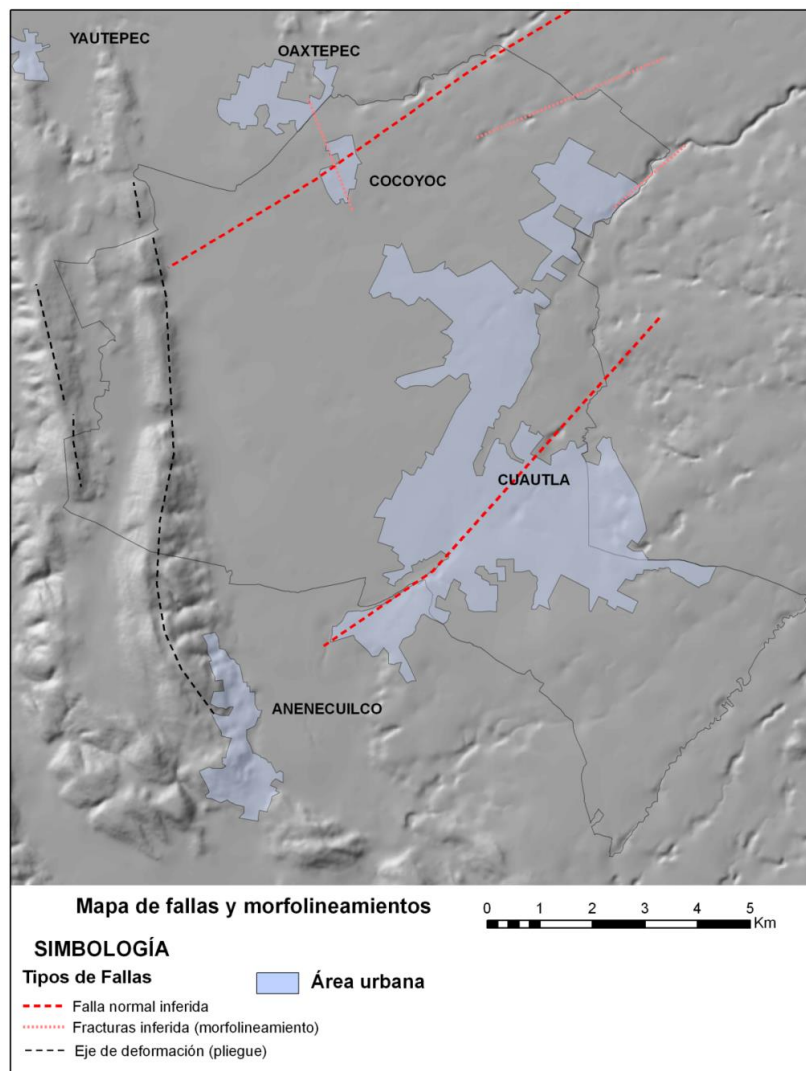 YAUTEPEC
OAXTEPEC
COCOYOC
CUAUTLA
ANENECUILCO
Mapa de fallas y morfolineamientos
0 1 2 3 4 5
Km
SIMBOLOGÍA
Tipos de Fallas
Área urbana
Falla normal inferida
Fracturas inferida (morfolineamiento)
Eje de deformación (pliegue)